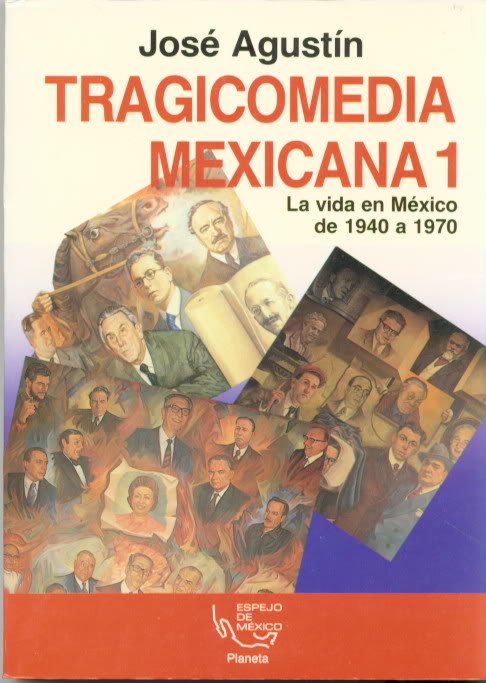 José Agustín
TRAGICOMEDIA
MEXICANA 1
La vida en México
de 1940 a 1970
ESPEJO
DE
MÉXICO
Planeta